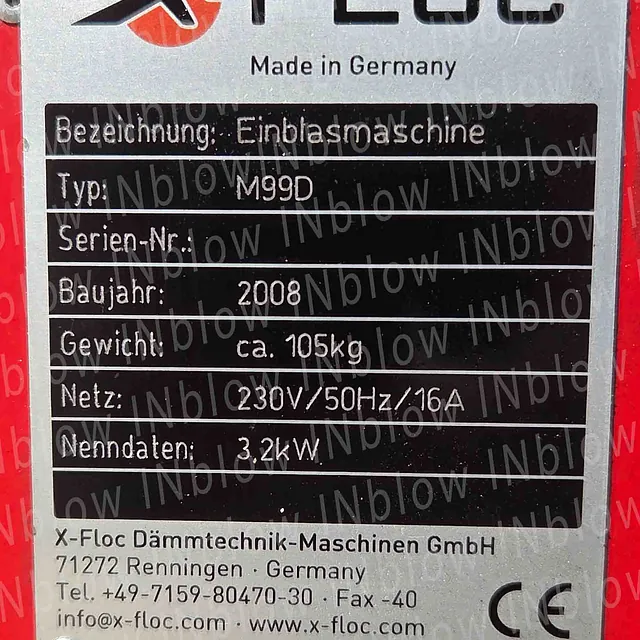 X-FLOC
Made in Germany
Bezeichnung: Einblasmaschine
Typ: M99D
Serien-Nr.:
Baujahr: 2008
Gewicht: ca. 105kg
Netz: 230V/50Hz/16A
Nenndaten: 3,2kW
X-Floc Dämmtechnik-Maschinen GmbH
71272 Renningen · Germany
Tel. +49-7159-80470-30 · Fax -40
info@x-floc.com · www.x-floc.com
CE
INblow